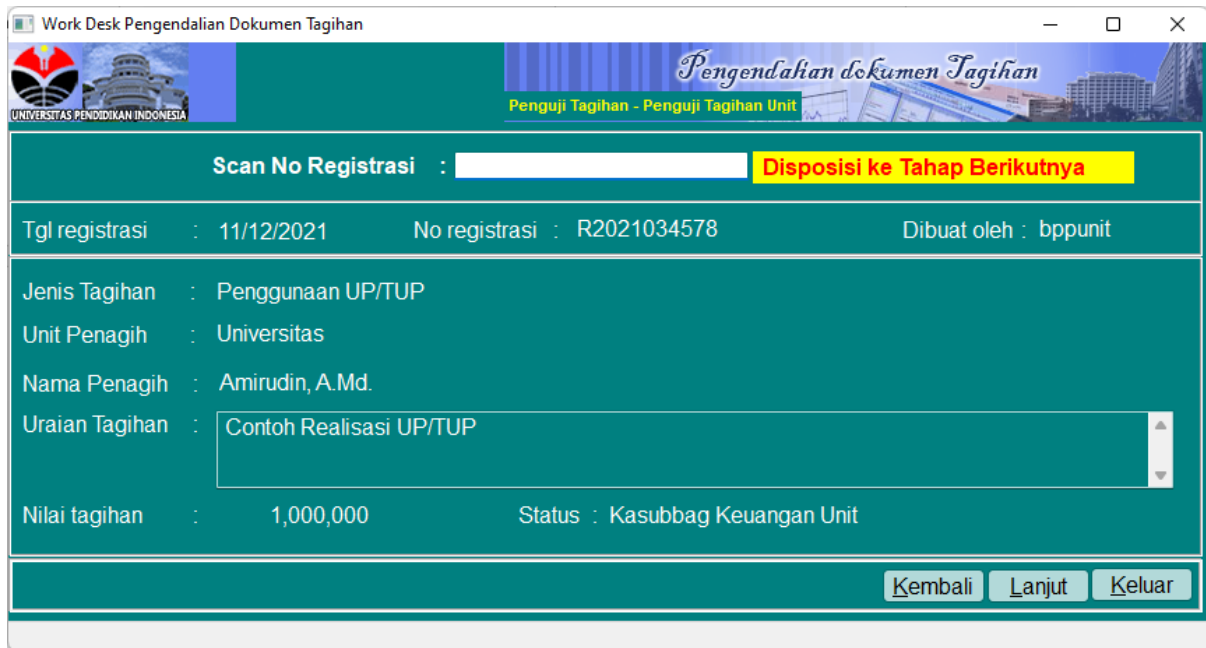 Work Desk Pengendalian Dokumen Tagihan
Pengendalian dokumen Tagihan
Penguji Tagihan - Penguji Tagihan Unit
UNIVERSITAS PENDIDIKAN INDONESIA
Scan No Registrasi : Disposisi ke Tahap Berikutnya
Tgl registrasi : 11/12/2021 No registrasi : R2021034578 Dibuat oleh : bppunit
Jenis Tagihan : Penggunaan UP/TUP
Unit Penagih : Universitas
Nama Penagih : Amirudin, A.Md.
Uraian Tagihan : Contoh Realisasi UP/TUP
Nilai tagihan : 1,000,000 Status : Kasubbag Keuangan Unit
Kembali Lanjut Keluar